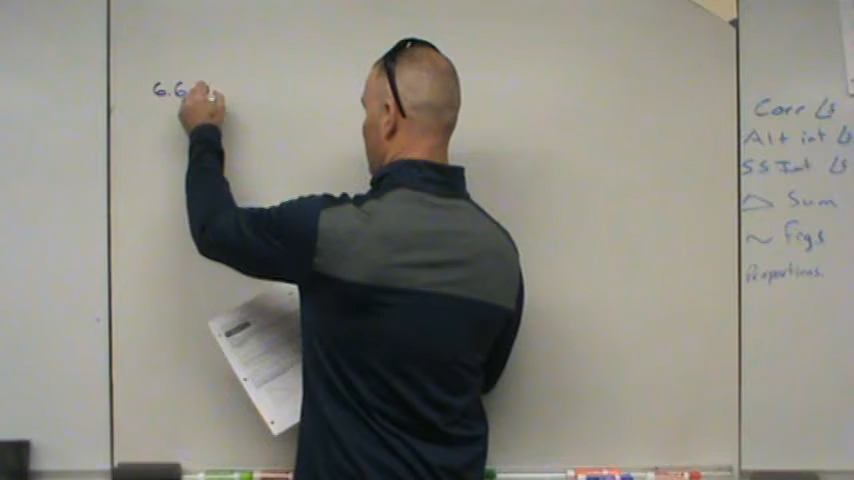 6.6
Corr ∠s
Alt int ∠s
SS Int ∠s
△ Sum
~ Figs
Proportions.